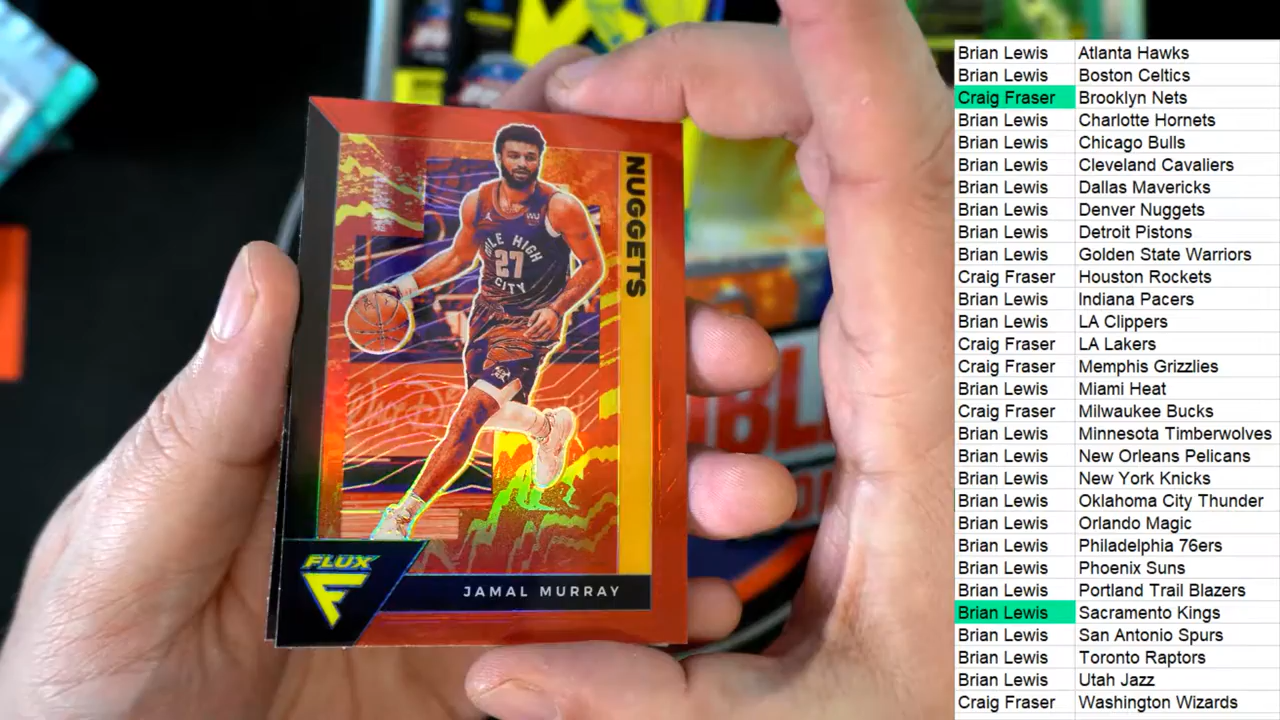 NUGGETS
MILE HIGH
27
CITY
WU
FLUX
JAMAL MURRAY
Brian Lewis Atlanta Hawks
Brian Lewis Boston Celtics
Craig Fraser Brooklyn Nets
Brian Lewis Charlotte Hornets
Brian Lewis Chicago Bulls
Brian Lewis Cleveland Cavaliers
Brian Lewis Dallas Mavericks
Brian Lewis Denver Nuggets
Brian Lewis Detroit Pistons
Brian Lewis Golden State Warriors
Craig Fraser Houston Rockets
Brian Lewis Indiana Pacers
Brian Lewis LA Clippers
Craig Fraser LA Lakers
Craig Fraser Memphis Grizzlies
Brian Lewis Miami Heat
Craig Fraser Milwaukee Bucks
Brian Lewis Minnesota Timberwolves
Brian Lewis New Orleans Pelicans
Brian Lewis New York Knicks
Brian Lewis Oklahoma City Thunder
Brian Lewis Orlando Magic
Brian Lewis Philadelphia 76ers
Brian Lewis Phoenix Suns
Brian Lewis Portland Trail Blazers
Brian Lewis Sacramento Kings
Brian Lewis San Antonio Spurs
Brian Lewis Toronto Raptors
Brian Lewis Utah Jazz
Craig Fraser Washington Wizards